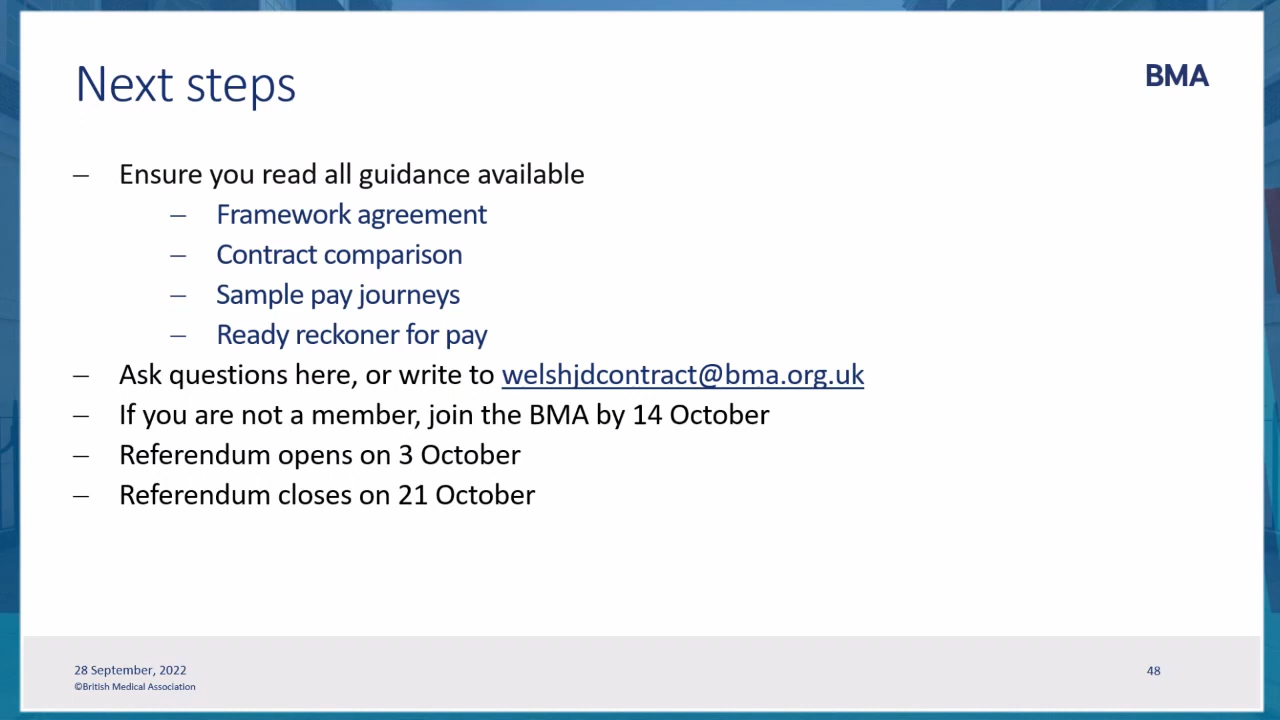 Next steps
BMA
– Ensure you read all guidance available
– Framework agreement
– Contract comparison
– Sample pay journeys
– Ready reckoner for pay
– Ask questions here, or write to welshjdcontract@bma.org.uk
– If you are not a member, join the BMA by 14 October
– Referendum opens on 3 October
– Referendum closes on 21 October
28 September, 2022
©British Medical Association
48